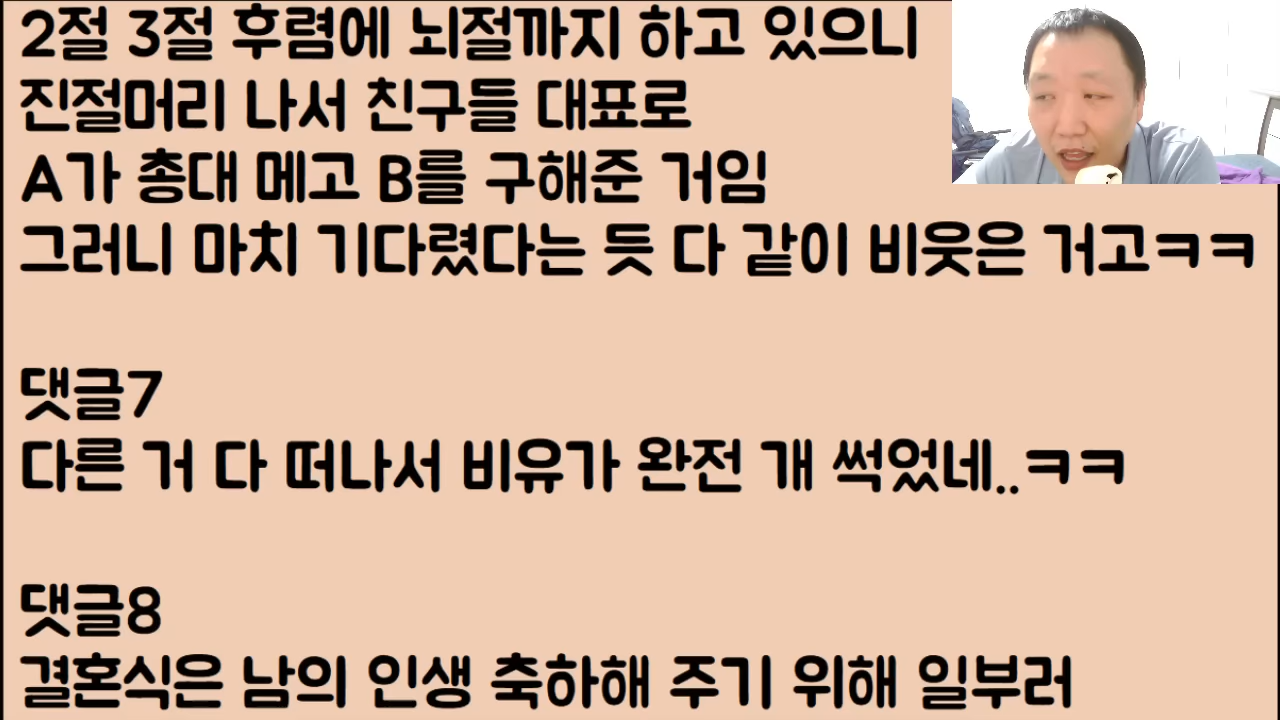 2절 3절 후렴에 뇌절까지 하고 있으니
진절머리 나서 친구들 대표로
A가 총대 메고 B를 구해준 거임
그러니 마치 기다렸다는 듯 다 같이 비웃은 거고ㅋㅋ
댓글7
다른 거 다 떠나서 비유가 완전 개 썩었네..ㅋㅋ
댓글8
결혼식은 남의 인생 축하해 주기 위해 일부러